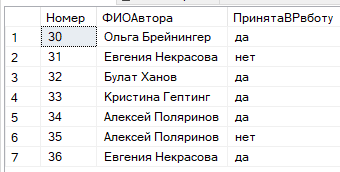 Номер ФИОАвтора ПринятаВРвботу
1 30 Ольга Брейнингер да
2 31 Евгения Некрасова нет
3 32 Булат Ханов да
4 33 Кристина Гептинг да
5 34 Алексей Поляринов да
6 35 Алексей Поляринов нет
7 36 Евгения Некрасова да